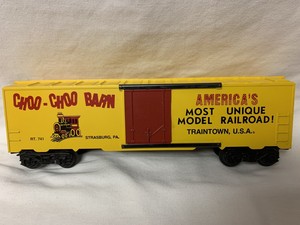 CHOO-CHOO BARN
RT. 741
STRASBURG, PA.
AMERICA'S
MOST UNIQUE
MODEL RAILROAD!
TRAINTOWN, U.S.A.